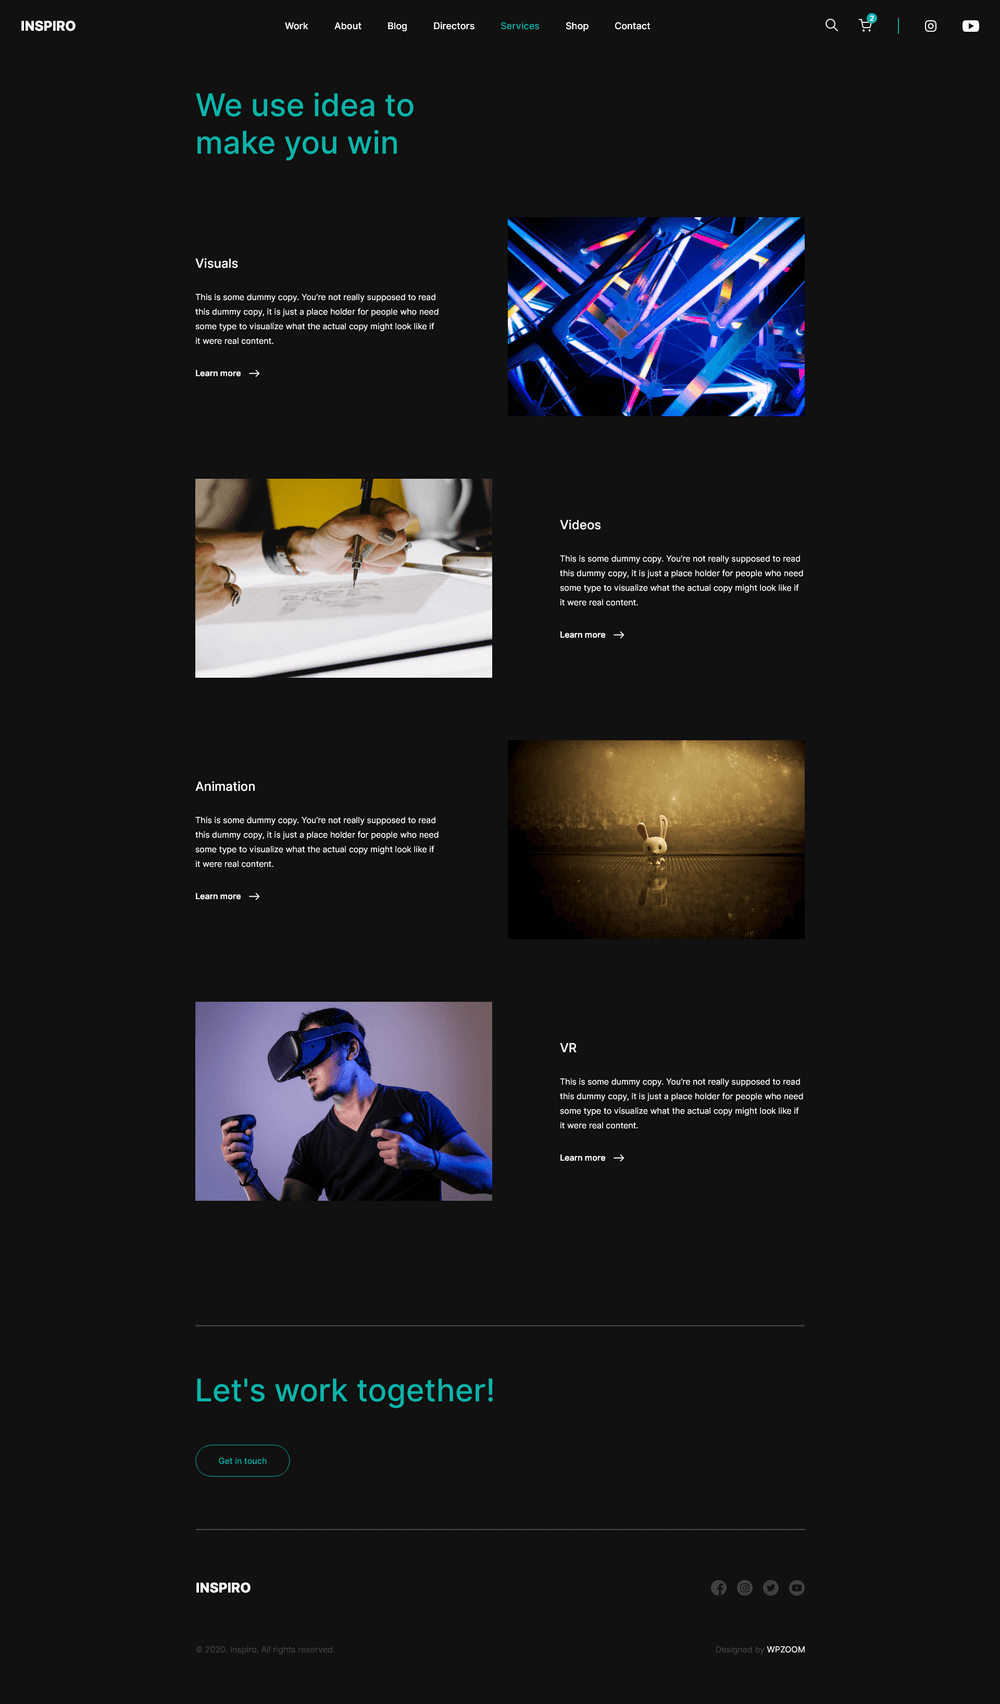 INSPIRO
Work About Blog Directors Services Shop Contact
2
We use idea to
make you win
Visuals
This is some dummy copy. You're not really supposed to read
this dummy copy, it is just a place holder for people who need
some type to visualize what the actual copy might look like if
it were real content.
Learn more
Videos
This is some dummy copy. You're not really supposed to read
this dummy copy, it is just a place holder for people who need
some type to visualize what the actual copy might look like if
it were real content.
Learn more
Animation
This is some dummy copy. You're not really supposed to read
this dummy copy, it is just a place holder for people who need
some type to visualize what the actual copy might look like if
it were real content.
Learn more
VR
This is some dummy copy. You're not really supposed to read
this dummy copy, it is just a place holder for people who need
some type to visualize what the actual copy might look like if
it were real content.
Learn more
Let's work together!
Get in touch
INSPIRO
© 2020. Inspiro. All rights reserved.
Designed by WPZOOM